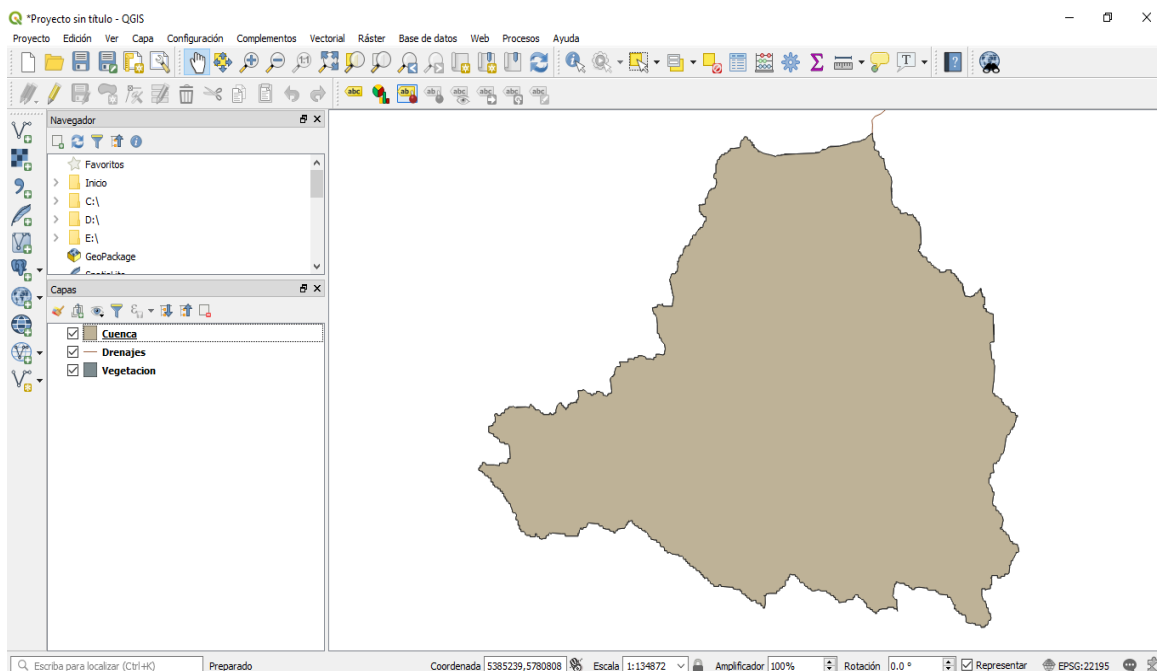 *Proyecto sin título - QGIS
Proyecto Edición Ver Capa Configuración Complementos Vectorial Ráster Base de datos Web Procesos Ayuda
Navegador
Favoritos
Inicio
C:\
D:\
E:\
GeoPackage
SpatiaLite
Capas
Cuenca
Drenajes
Vegetacion
Escriba para localizar (Ctrl+K) Preparado Coordenada 5385239,5780808 Escala 1:134872 Amplificador 100% Rotación 0.0 ° Representar EPSG:22195